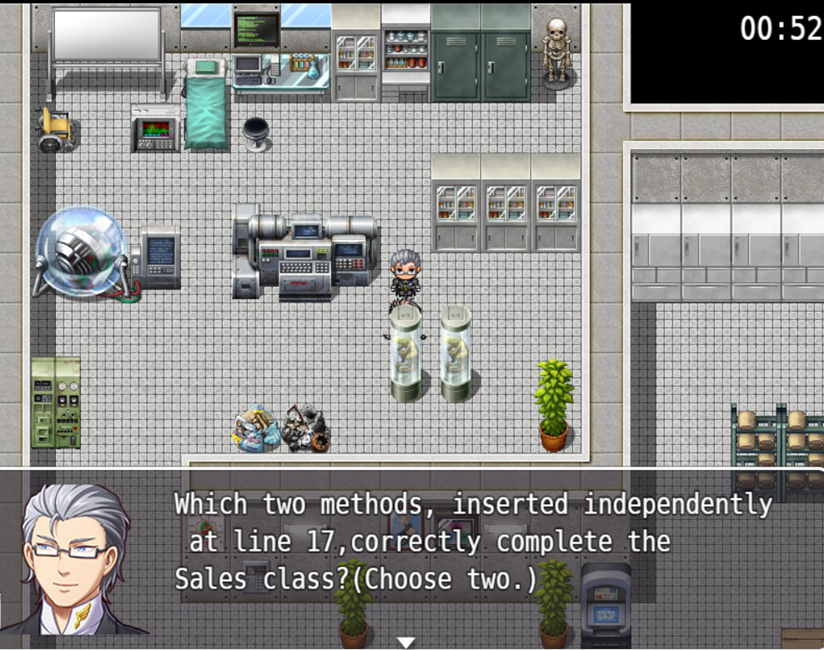 00:52
Which two methods, inserted independently
at line 17,correctly complete the
Sales class?(Choose two.)